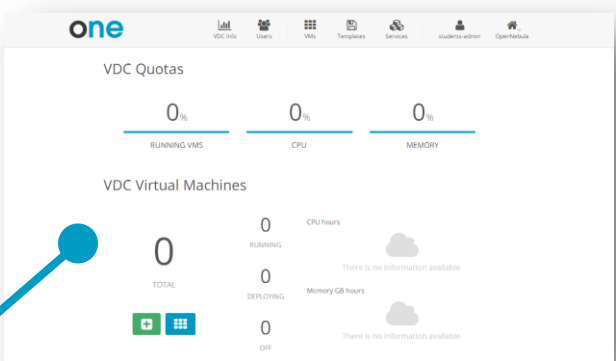 one
VDC Info Users VMs Templates Services students-admin OpenNebula
VDC Quotas
0% 0% 0%
RUNNING VMS CPU MEMORY
VDC Virtual Machines
0
TOTAL
0
RUNNING
0
DEPLOYING
0
OFF
CPU hours
There is no information available
Memory GB hours
There is no information available